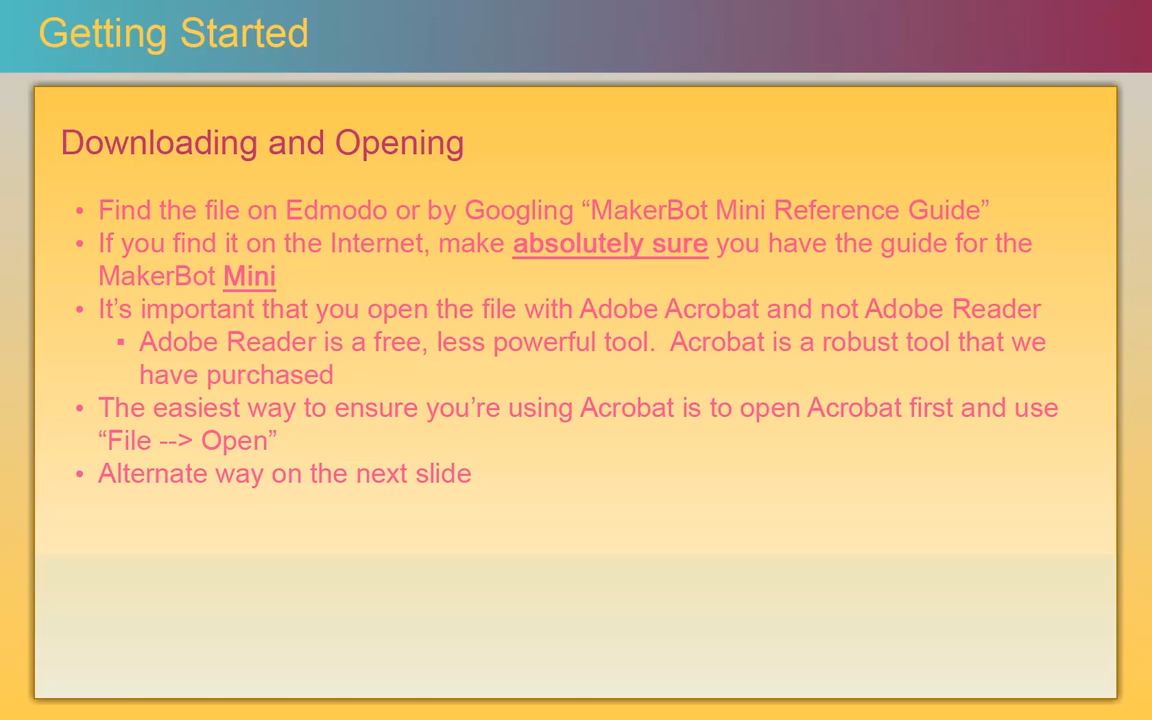 Getting Started
Downloading and Opening
• Find the file on Edmodo or by Googling “MakerBot Mini Reference Guide”
• If you find it on the Internet, make absolutely sure you have the guide for the
MakerBot Mini
• It’s important that you open the file with Adobe Acrobat and not Adobe Reader
▪ Adobe Reader is a free, less powerful tool.  Acrobat is a robust tool that we
have purchased
• The easiest way to ensure you’re using Acrobat is to open Acrobat first and use
“File --> Open”
• Alternate way on the next slide